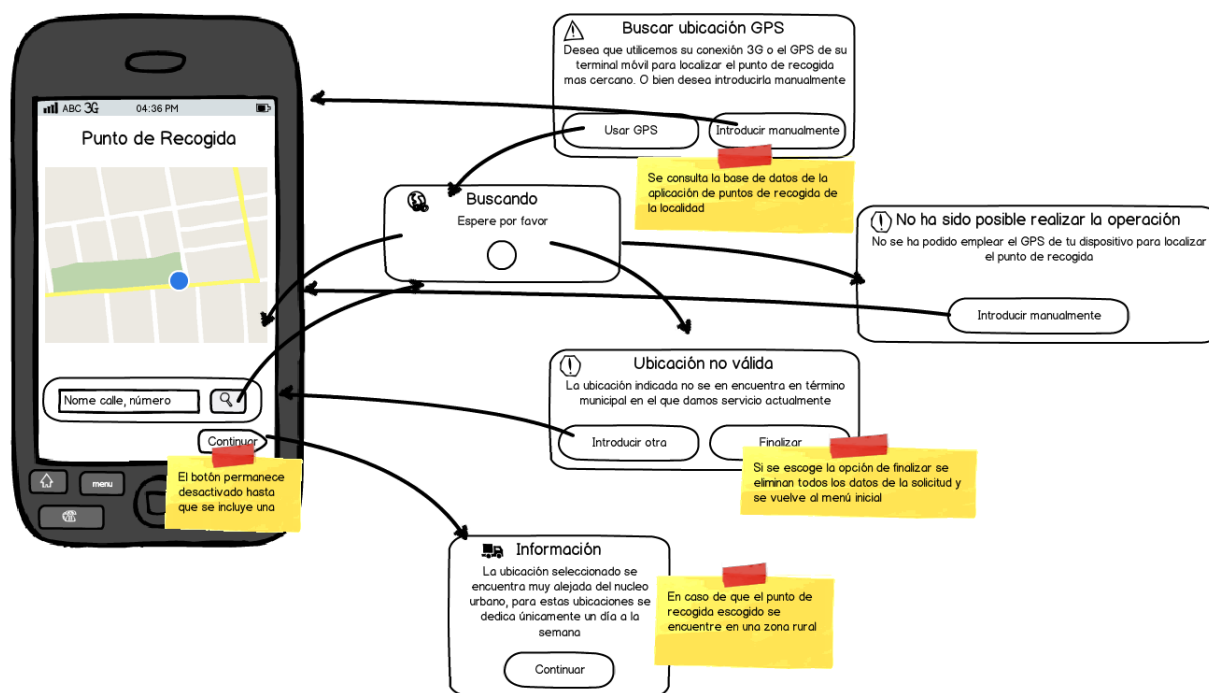 ABC 3G 04:36 PM
Punto de Recogida
Nome calle, número
Continuar
menu
El botón permanece
desactivado hasta
que se incluye una
Buscar ubicación GPS
Desea que utilicemos su conexión 3G o el GPS de su
terminal móvil para localizar el punto de recogida
mas cercano. O bien desea introducirla manualmente
Usar GPS
Introducir manualmente
Se consulta la base de datos de la
aplicación de puntos de recogida de
la localidad
Buscando
Espere por favor
No ha sido posible realizar la operación
No se ha podido emplear el GPS de tu dispositivo para localizar
el punto de recogida
Introducir manualmente
Ubicación no válida
La ubicación indicada no se en encuentra en término
municipal en el que damos servicio actualmente
Introducir otra
Finalizar
Si se escoge la opción de finalizar se
eliminan todos los datos de la solicitud y
se vuelve al menú inicial
Información
La ubicación seleccionado se
encuentra muy alejada del nucleo
urbano, para estas ubicaciones se
dedica únicamente un día a la
semana
Continuar
En caso de que el punto de
recogida escogido se
encuentre en una zona rural